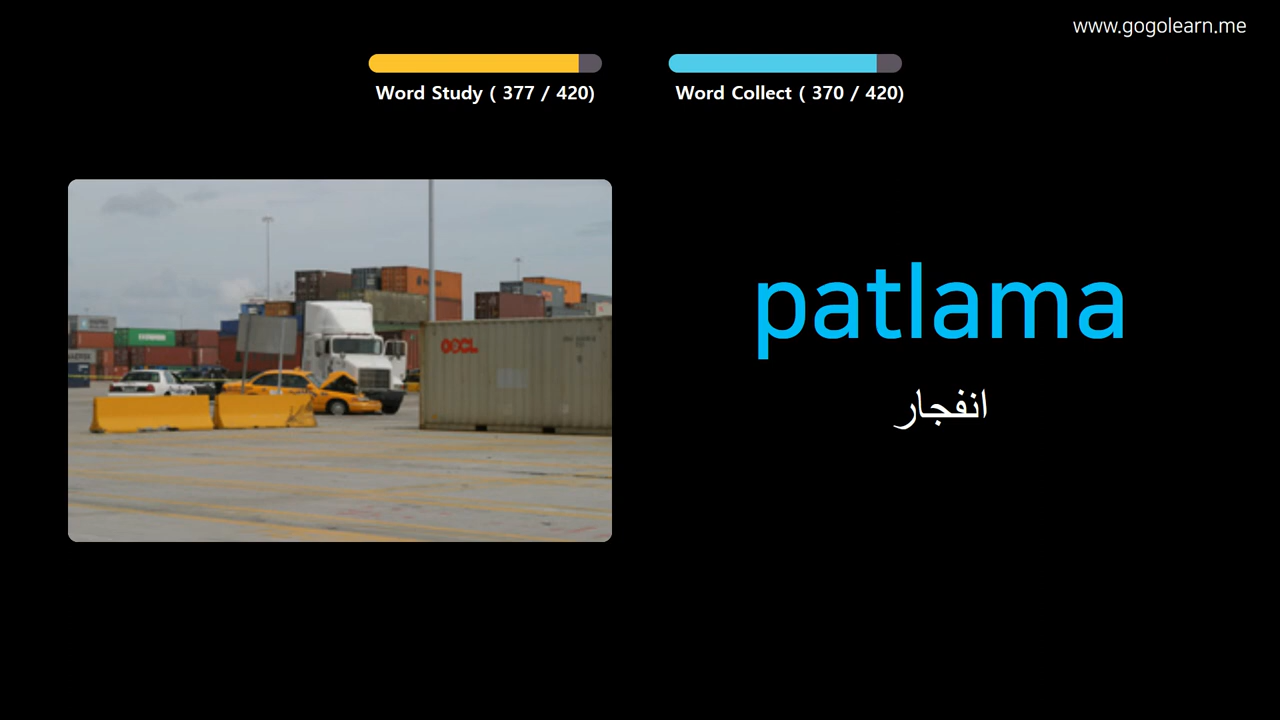 www.gogolearn.me
Word Study ( 377 / 420)
Word Collect ( 370 / 420)
patlama
انفجار
OOCL